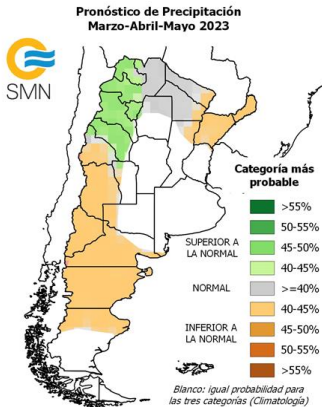 Pronóstico de Precipitación
Marzo-Abril-Mayo 2023
SMN
Categoría más
probable
>55%
50-55%
SUPERIOR A
LA NORMAL
45-50%
40-45%
NORMAL
>=40%
40-45%
INFERIOR A
LA NORMAL
45-50%
50-55%
>55%
Blanco: igual probabilidad para
las tres categorías (Climatología)